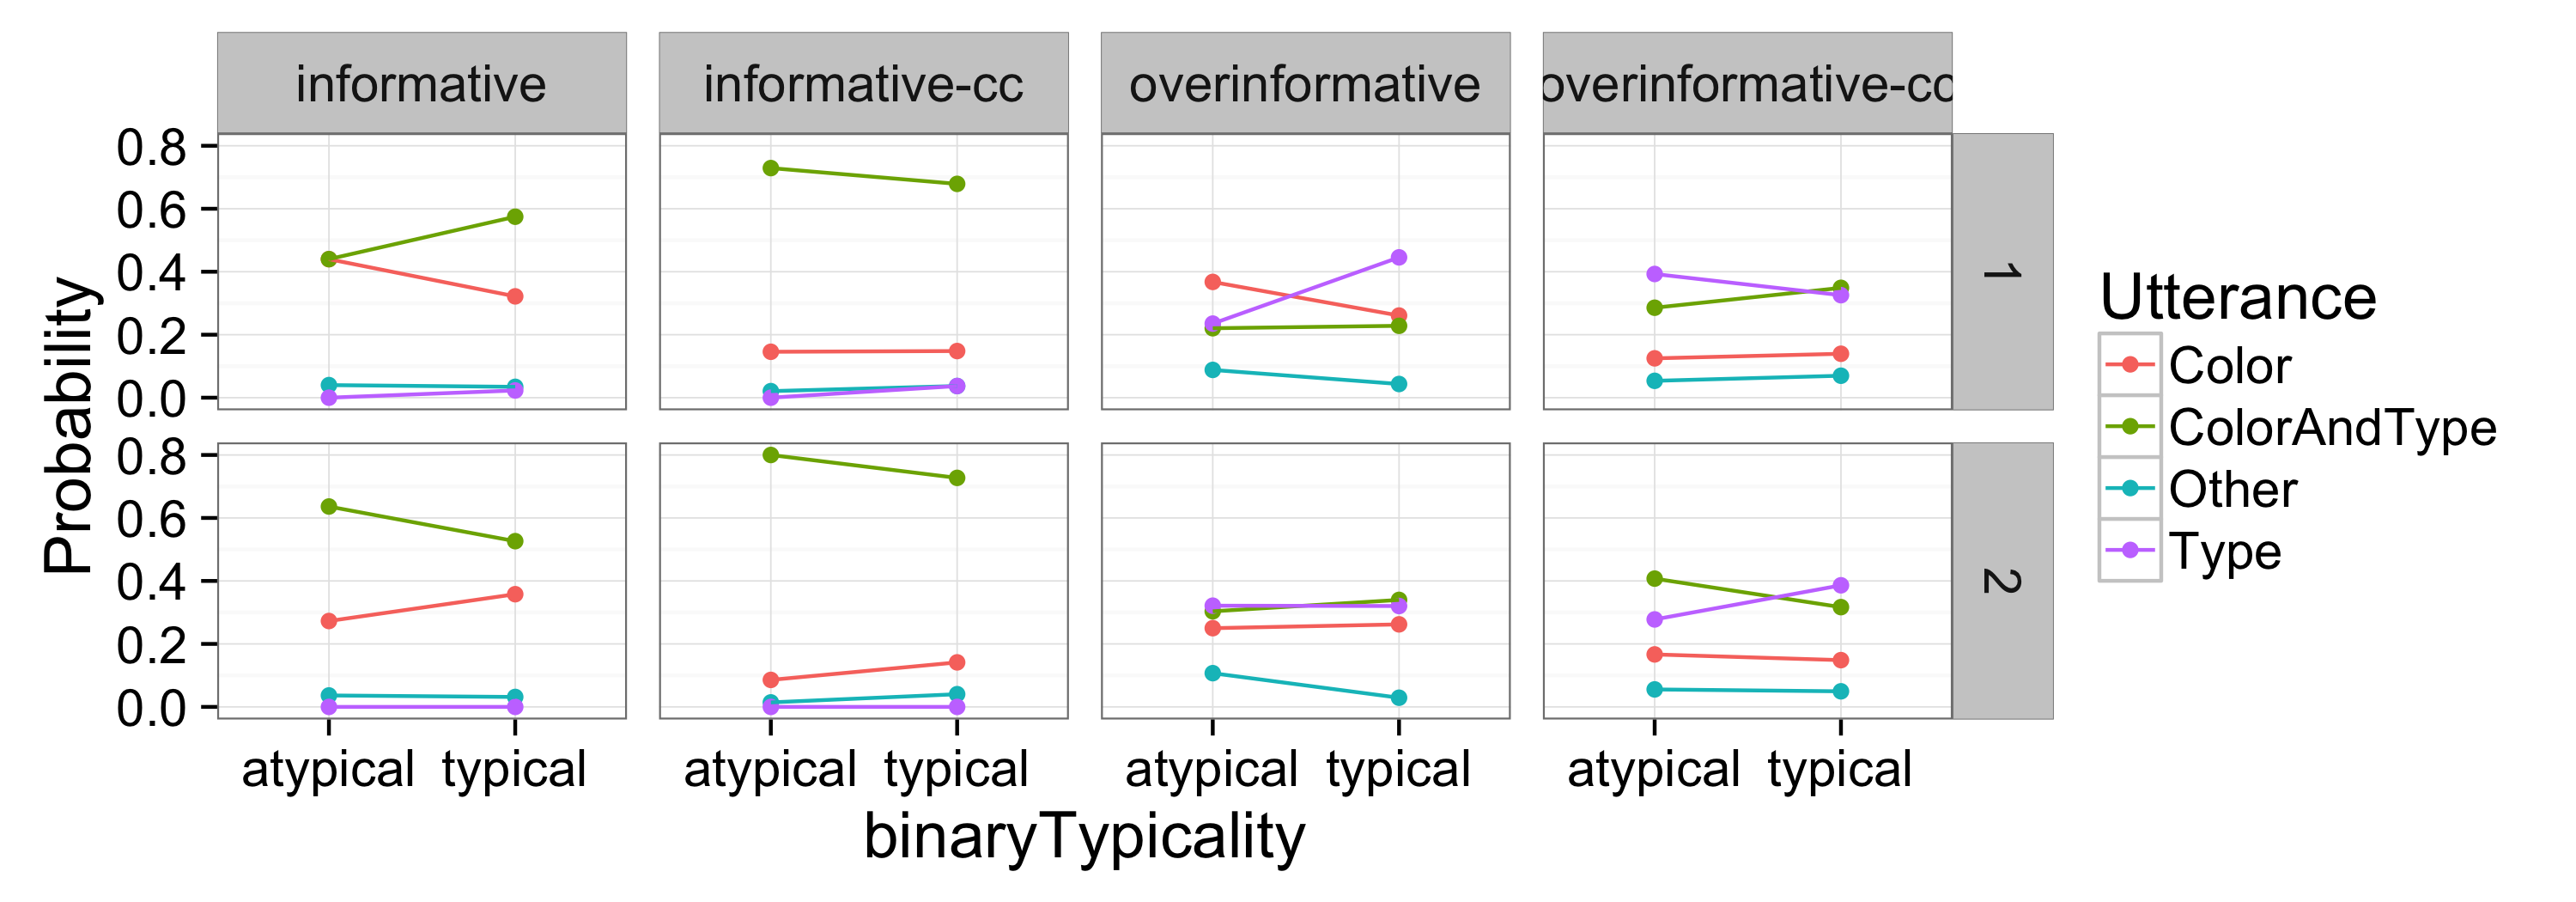 informative informative-cc overinformative overinformative-cc
0.8
0.6
0.4
0.2
0.0
1
0.8
0.6
0.4
0.2
0.0
2
Probability
atypical typical atypical typical atypical typical atypical typical
binaryTypicality
Utterance
Color
ColorAndType
Other
Type